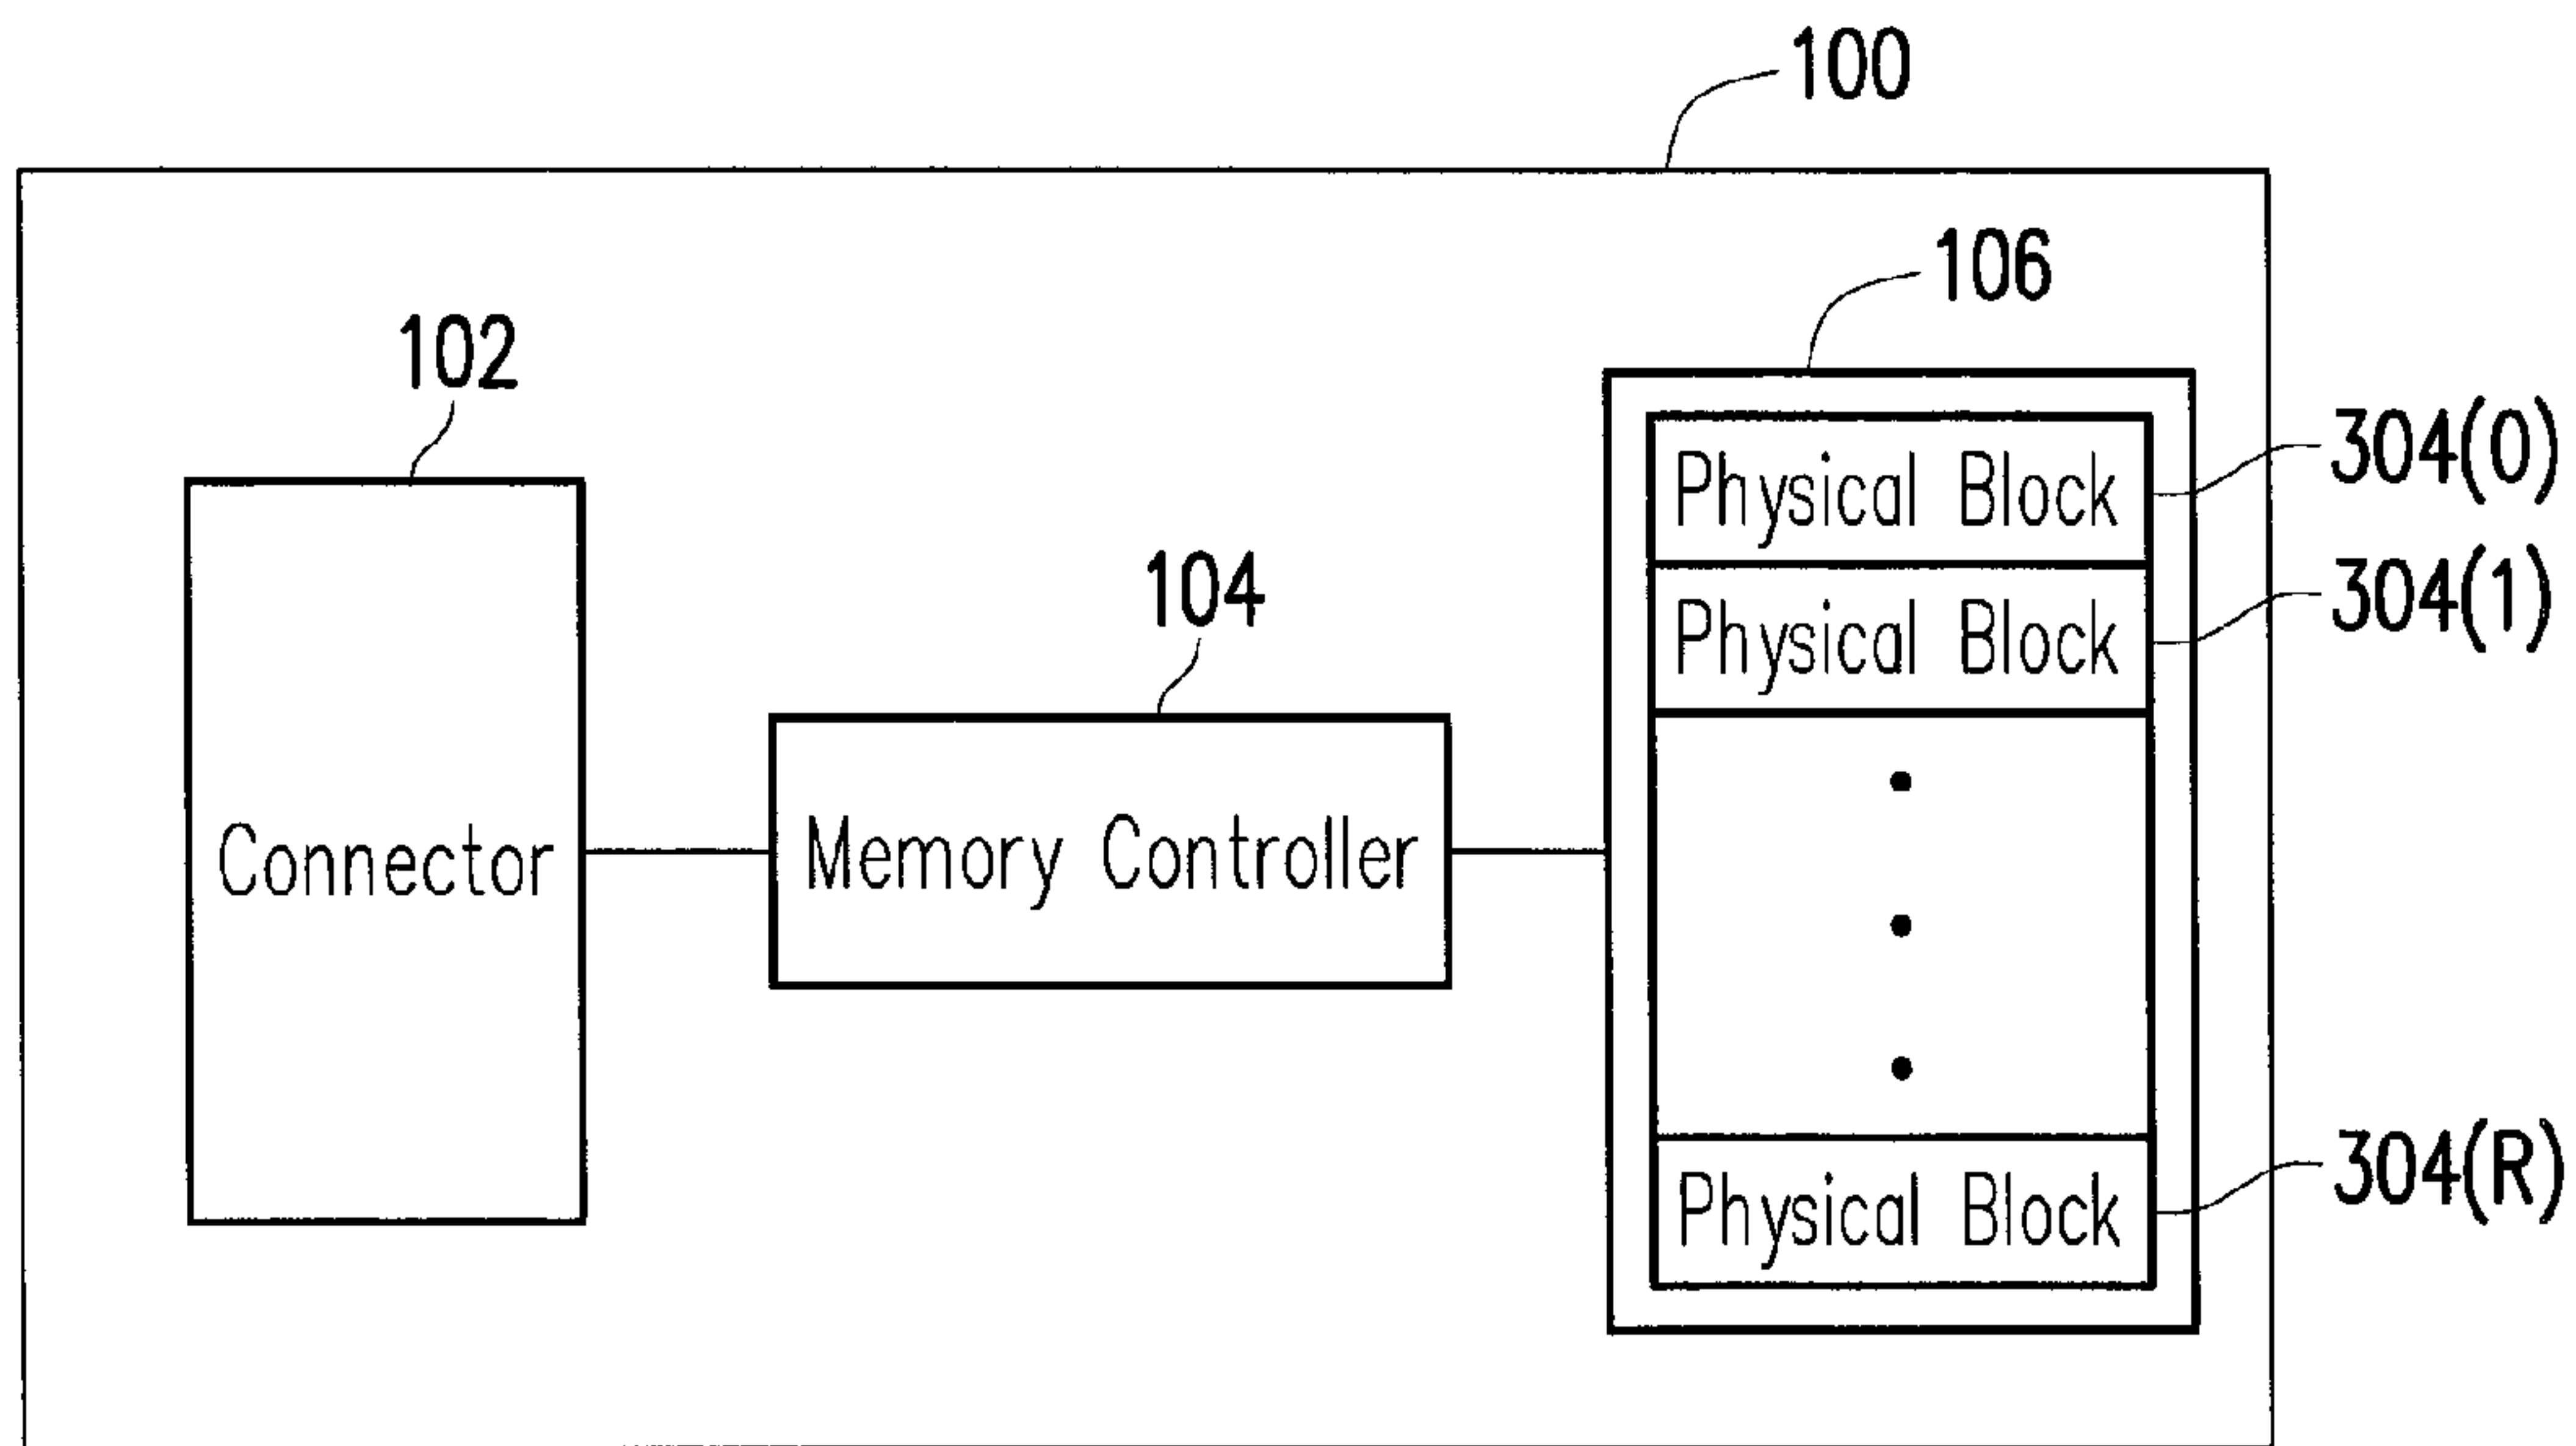 100
106
102
304(0)
Physical Block
304(1)
Physical Block
104
Connector
Memory Controller
304(R)
Physical Block